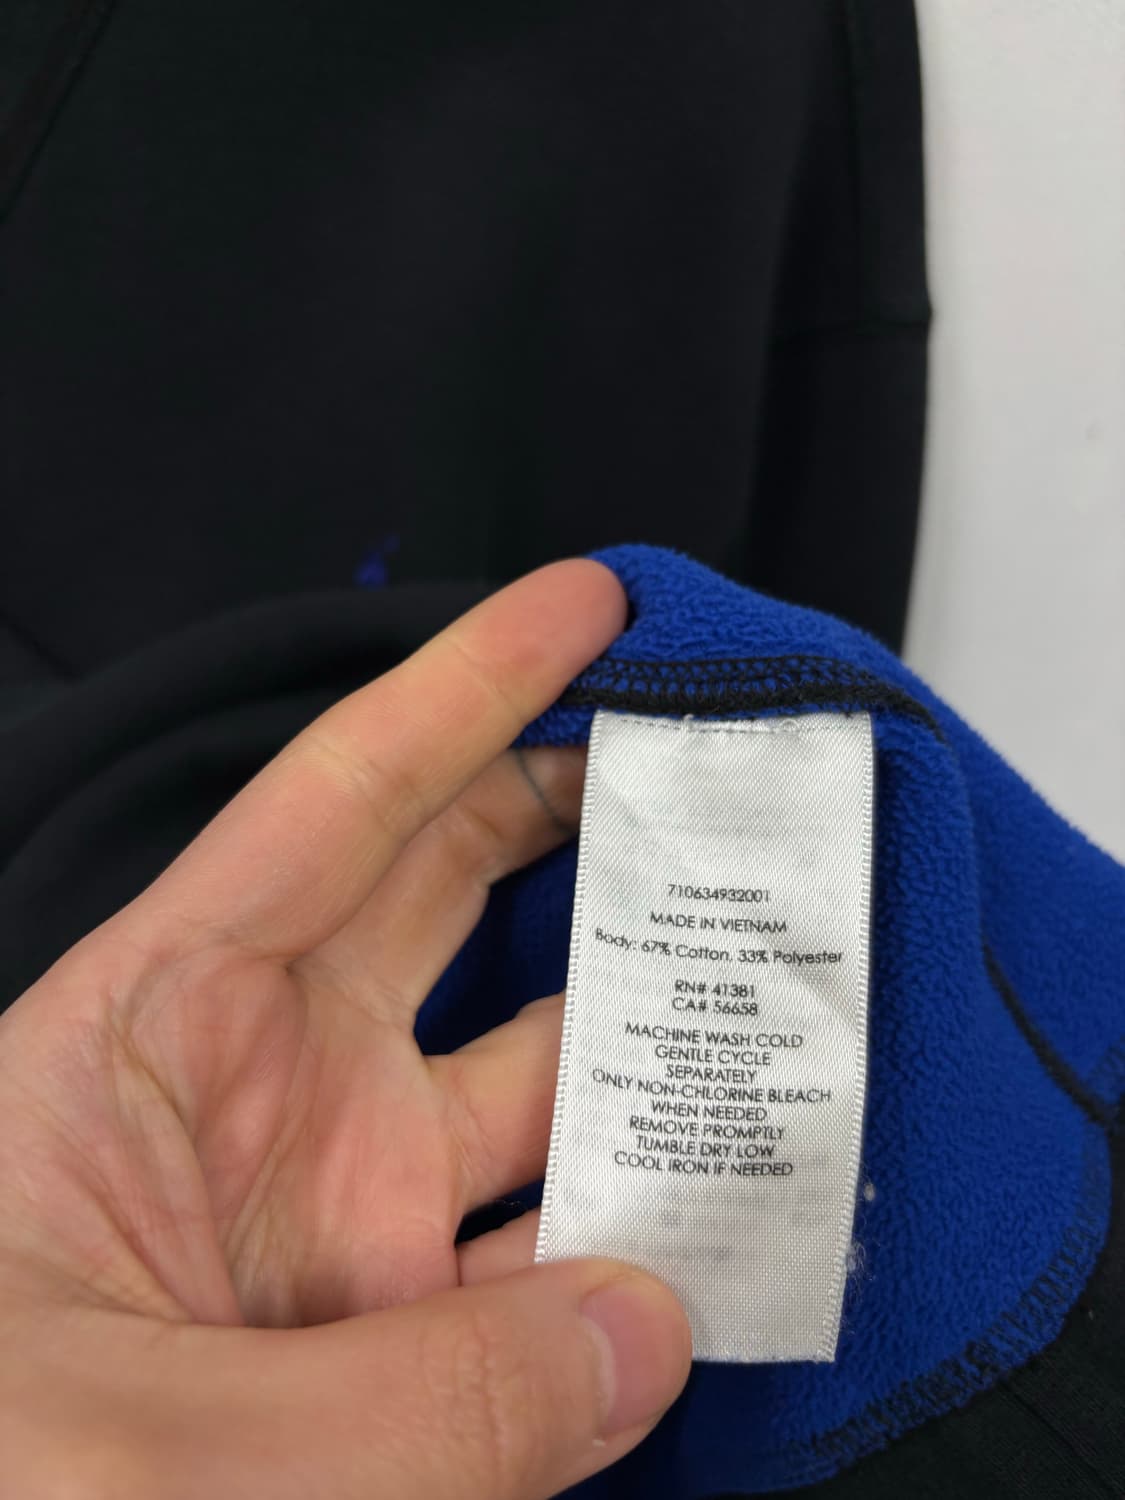 710634932001
MADE IN VIETNAM
Body: 67% Cotton, 33% Polyester
RN# 41381
CA# 56658
MACHINE WASH COLD
GENTLE CYCLE
SEPARATELY
ONLY NON-CHLORINE BLEACH
WHEN NEEDED
REMOVE PROMPTLY
TUMBLE DRY LOW
COOL IRON IF NEEDED